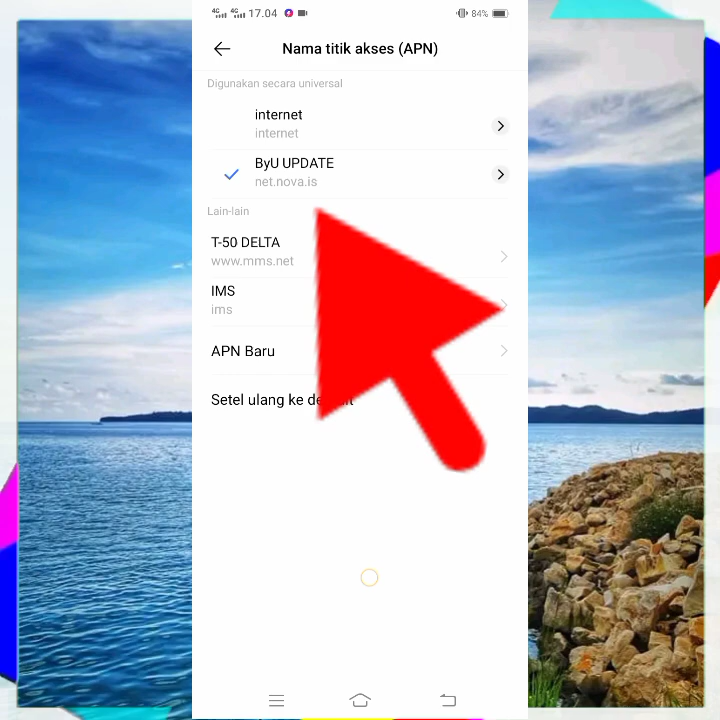 4G 4G 17.04 84%
Nama titik akses (APN)
Digunakan secara universal
internet
internet
ByU UPDATE
net.nova.is
Lain-lain
T-50 DELTA
www.mms.net
IMS
ims
APN Baru
Setel ulang ke